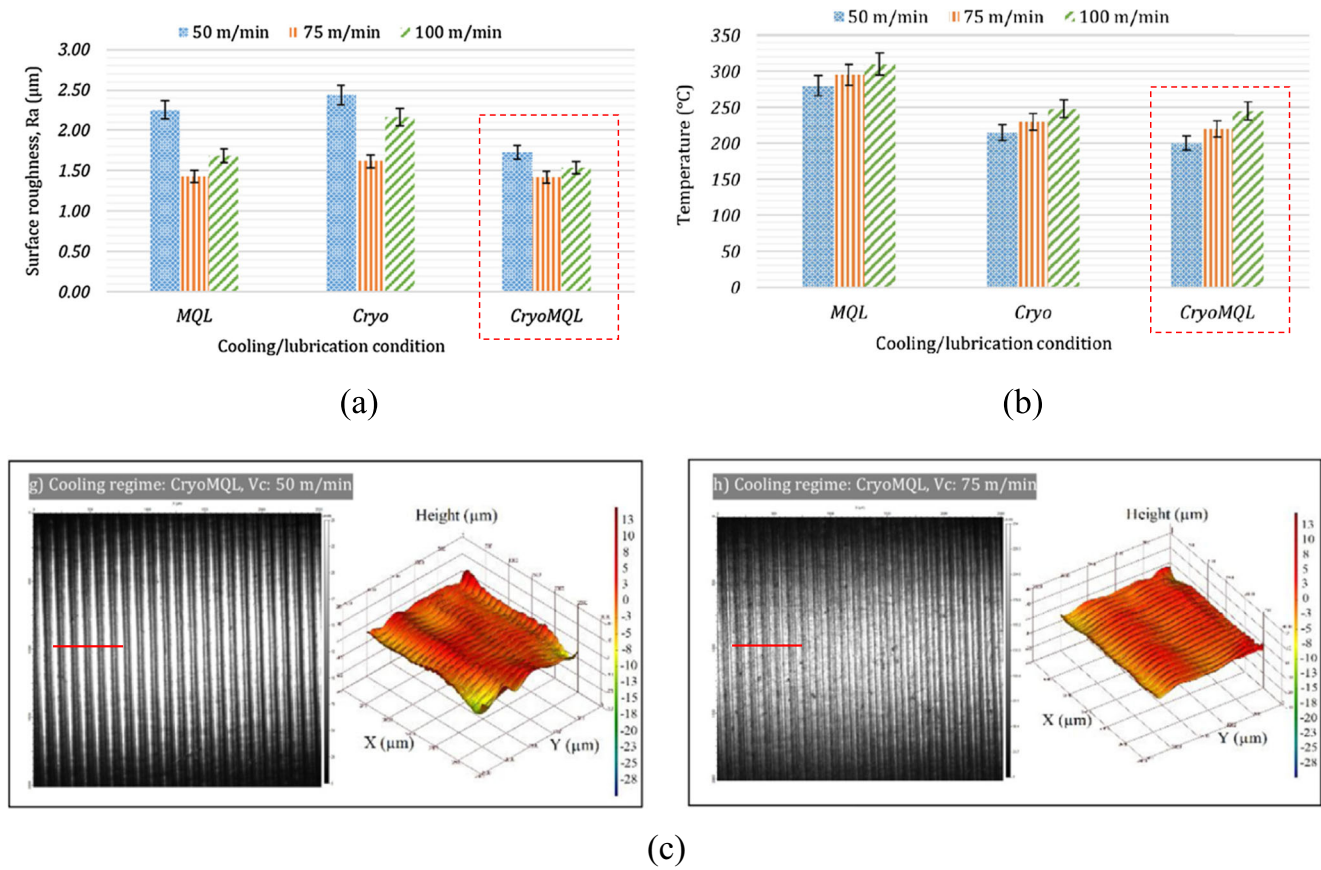 50 m/min 75 m/min 100 m/min
3.00
2.50
2.00
1.50
1.00
0.50
0.00
Surface roughness, Ra (µm)
MQL Cryo CryoMQL
Cooling/lubrication condition
(a)
50 m/min 75 m/min 100 m/min
350
300
250
200
150
100
50
0
Temperature (°C)
MQL Cryo CryoMQL
Cooling/lubrication condition
(b)
g) Cooling regime: CryoMQL, Vc: 50 m/min
Height (µm)
X (µm)
Y (µm)
13
10
8
5
3
0
-5
-8
-10
-13
-15
-18
-20
-23
-25
-28
h) Cooling regime: CryoMQL, Vc: 75 m/min
Height (µm)
X (µm)
Y (µm)
13
10
8
5
3
0
-5
-8
-10
-13
-15
-18
-20
-23
-25
-28
(c)